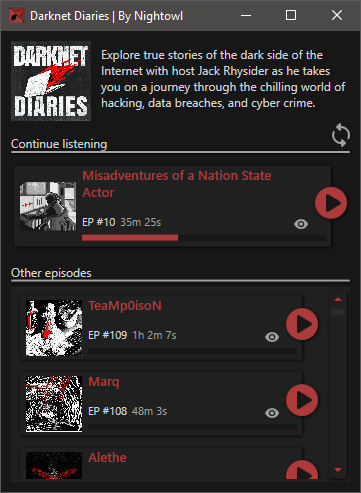 Darknet Diaries | By Nightowl
DARKNET
DIARIES
Explore true stories of the dark side of the
Internet with host Jack Rhysider as he takes
you on a journey through the chilling world of
hacking, data breaches, and cyber crime.
Continue listening
Misadventures of a Nation State
Actor
EP #10 35m 25s
Other episodes
TeaMp0isoN
EP #109 1h 2m 7s
Marq
EP #108 48m 3s
Alethe